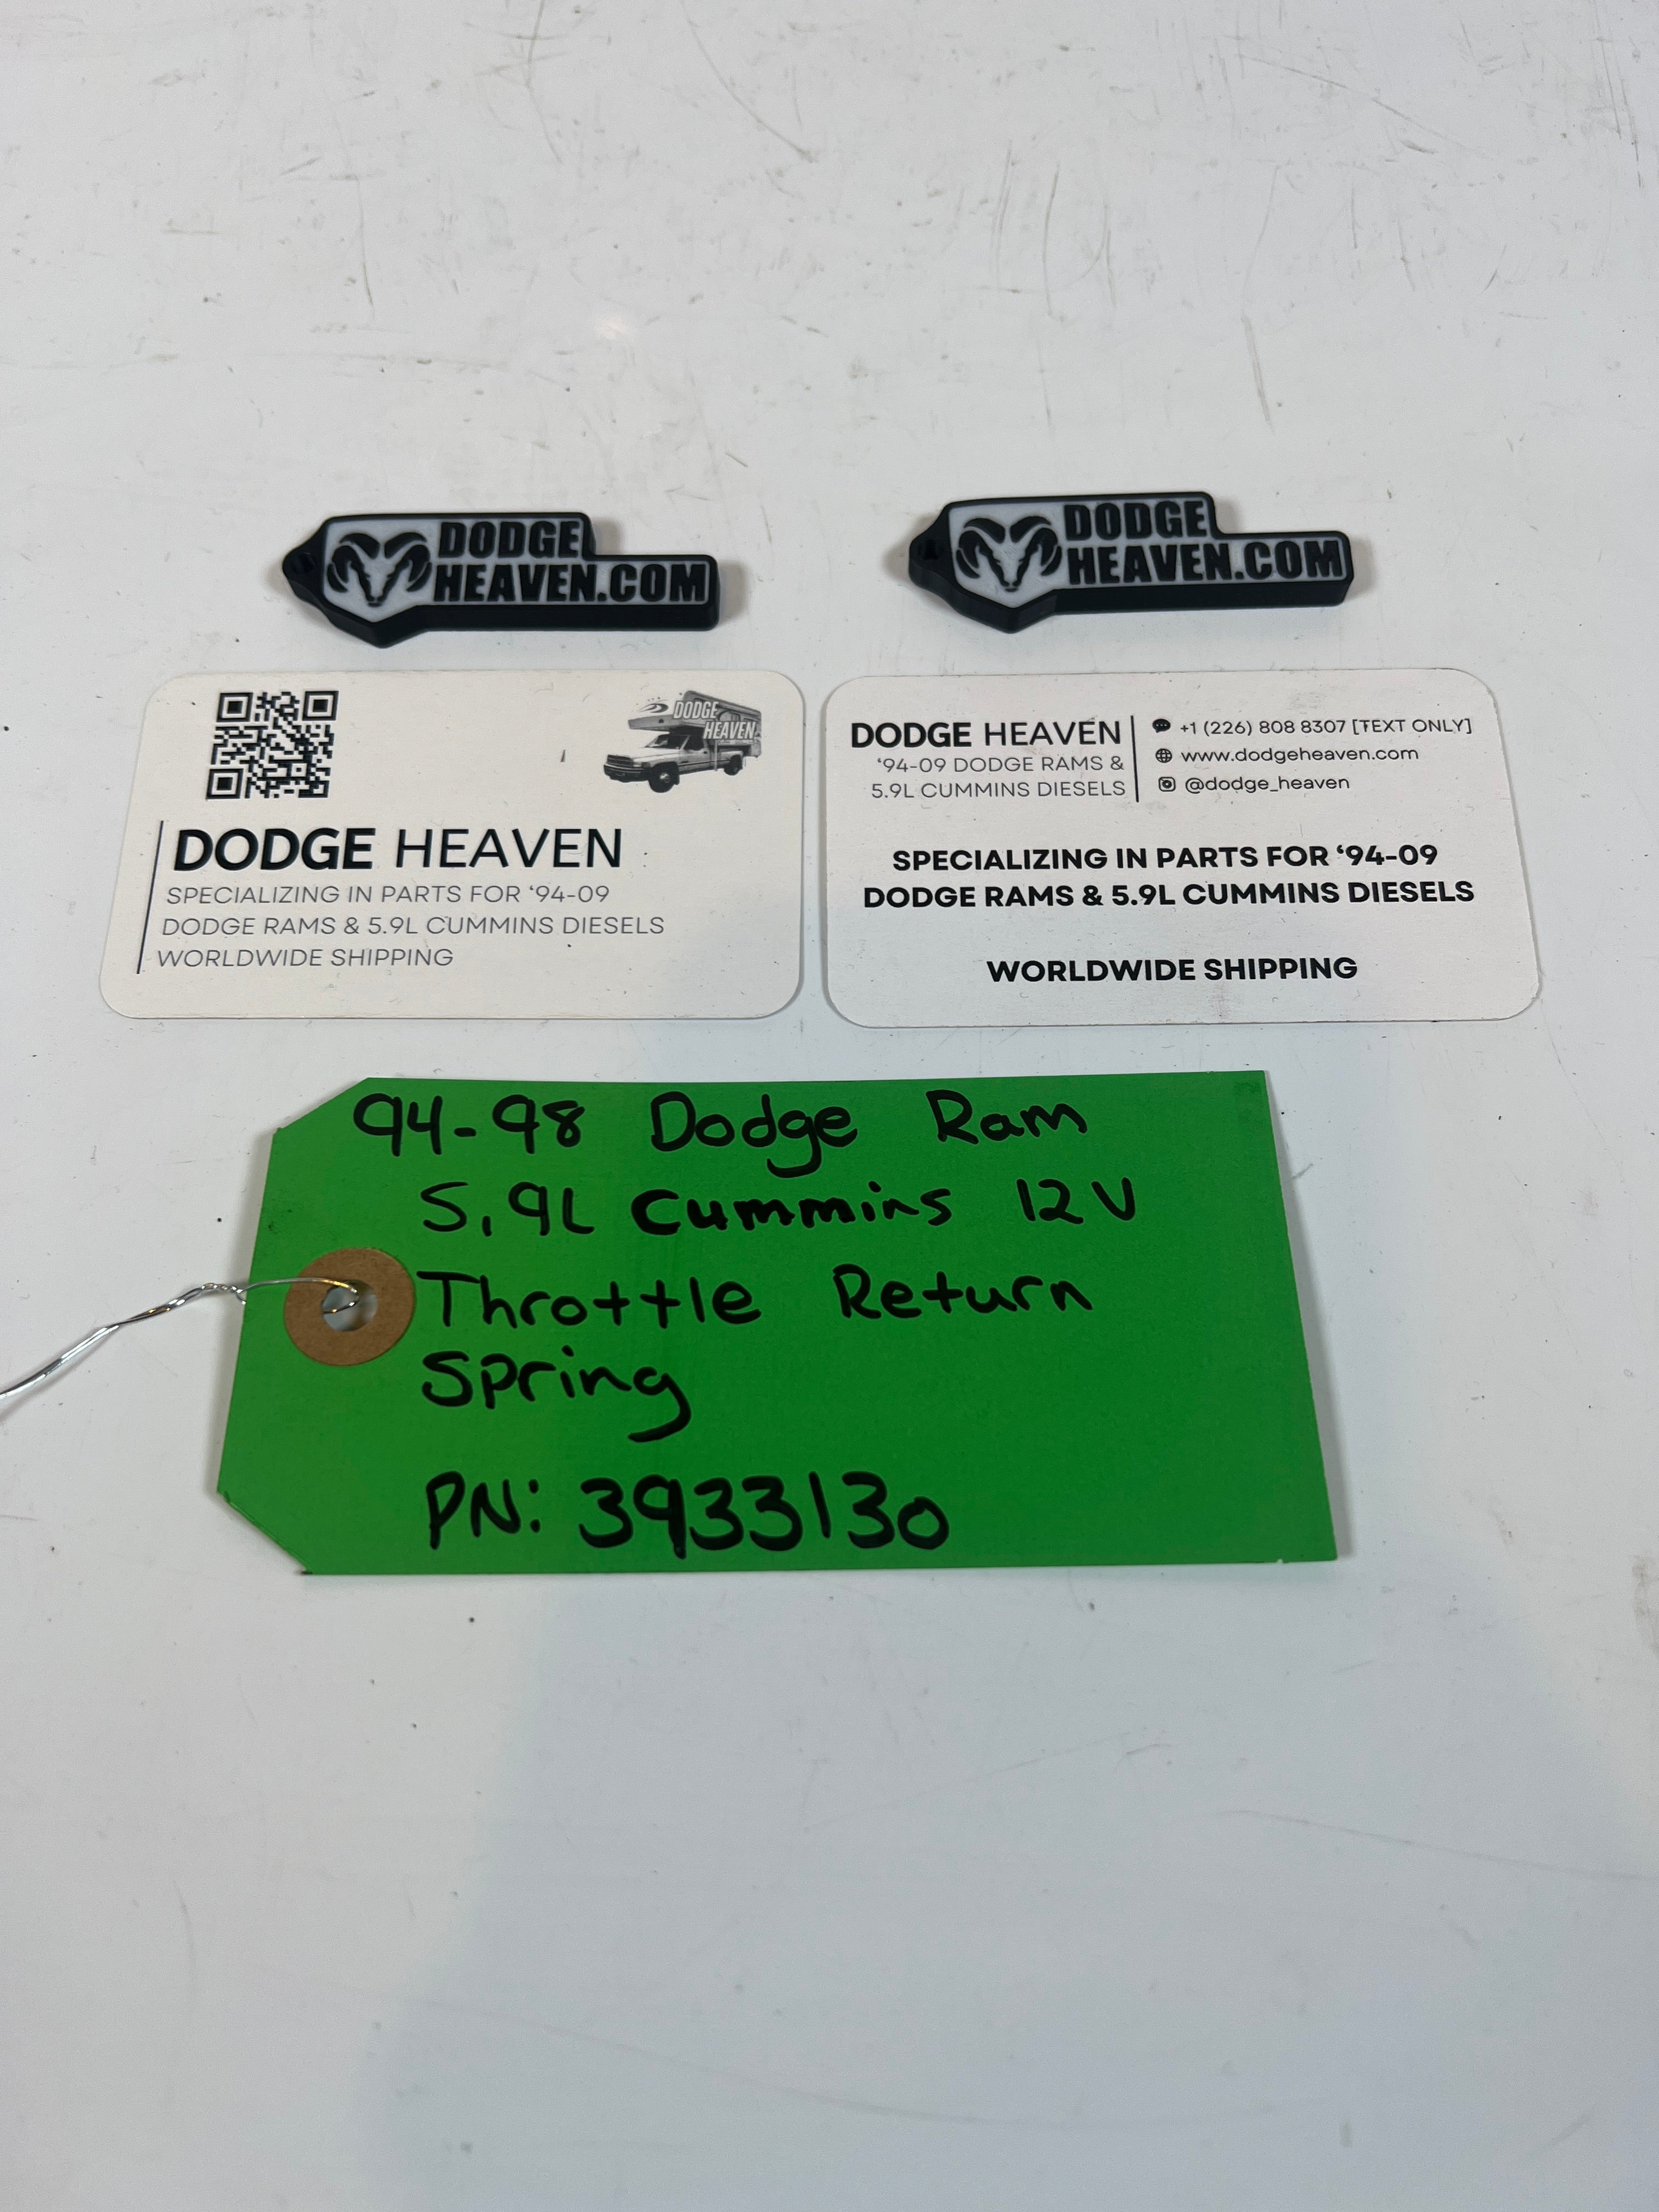 DODGE
HEAVEN.COM
DODGE
HEAVEN.COM
DODGE
HEAVEN
DODGE HEAVEN
SPECIALIZING IN PARTS FOR ‘94-09
DODGE RAMS & 5.9L CUMMINS DIESELS
WORLDWIDE SHIPPING
DODGE HEAVEN
‘94-09 DODGE RAMS &
5.9L CUMMINS DIESELS
+1 (226) 808 8307 [TEXT ONLY]
www.dodgeheaven.com
@dodge_heaven
SPECIALIZING IN PARTS FOR ‘94-09
DODGE RAMS & 5.9L CUMMINS DIESELS
WORLDWIDE SHIPPING
94-98 Dodge Ram
5.9L Cummins 12V
Throttle Return
Spring
PN: 3933130